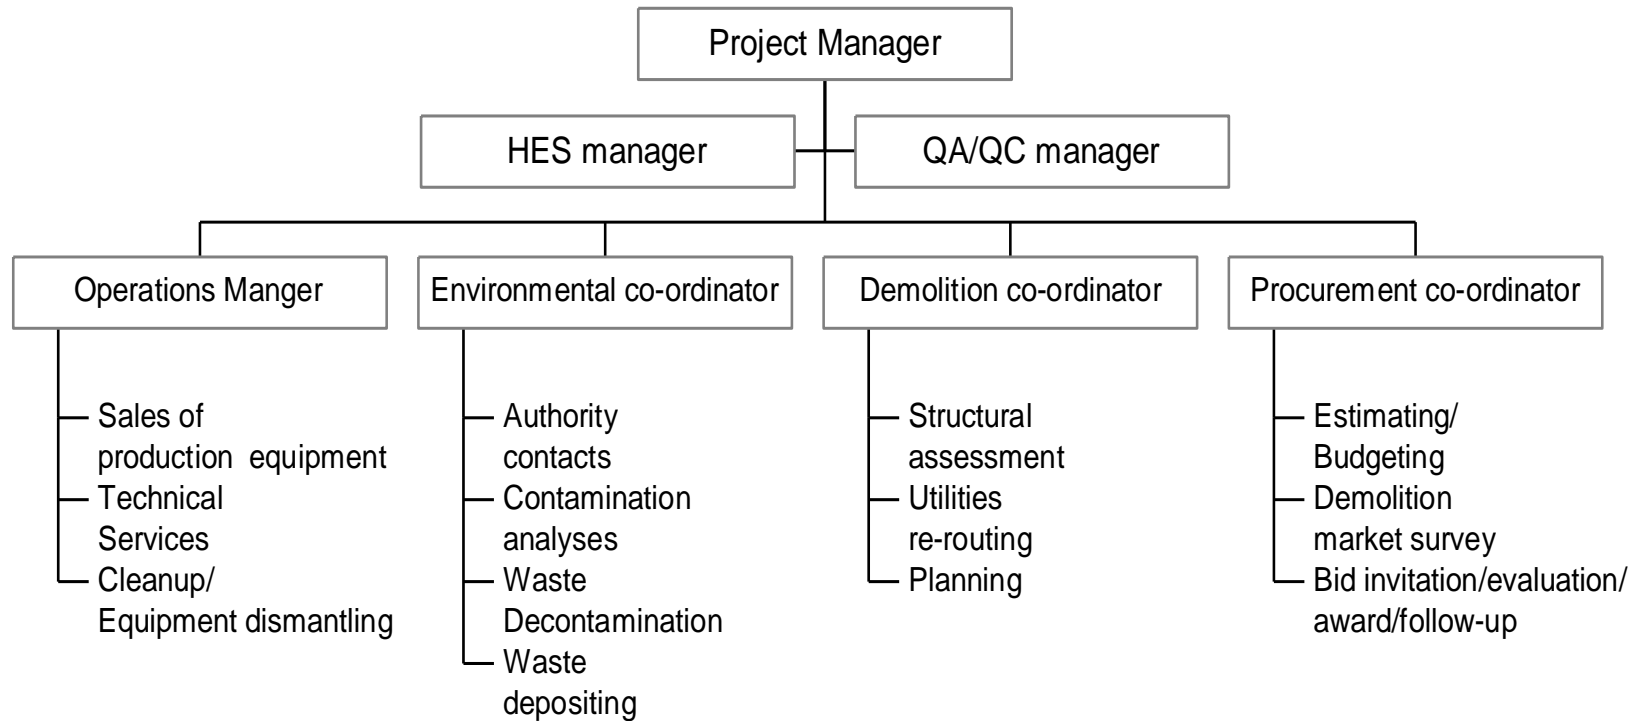 Project Manager
HES manager
QA/QC manager
Operations Manger
Environmental co-ordinator
Demolition co-ordinator
Procurement co-ordinator
Sales of
production equipment
Technical
Services
Cleanup/
Equipment dismantling
Authority
contacts
Contamination
analyses
Waste
Decontamination
Waste
depositing
Structural
assessment
Utilities
re-routing
Planning
Estimating/
Budgeting
Demolition
market survey
Bid invitation/evaluation/
award/follow-up